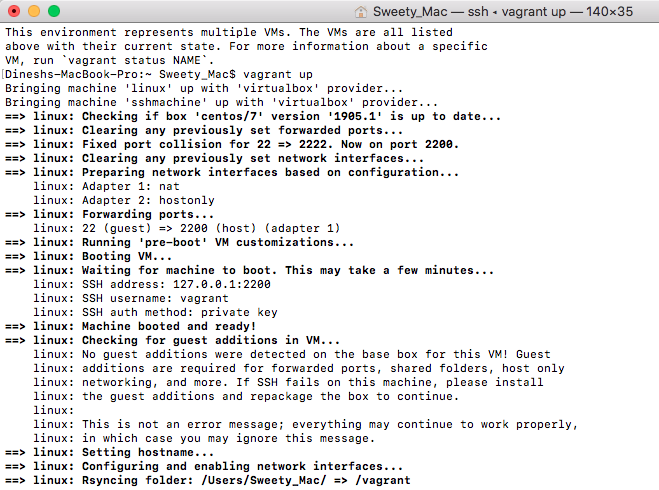 Sweety_Mac — ssh ◂ vagrant up — 140×35
This environment represents multiple VMs. The VMs are all listed
above with their current state. For more information about a specific
VM, run `vagrant status NAME`.
[Dineshs-MacBook-Pro:~ Sweety_Mac$ vagrant up
Bringing machine 'linux' up with 'virtualbox' provider...
Bringing machine 'sshmachine' up with 'virtualbox' provider...
==> linux: Checking if box 'centos/7' version '1905.1' is up to date...
==> linux: Clearing any previously set forwarded ports...
==> linux: Fixed port collision for 22 => 2222. Now on port 2200.
==> linux: Clearing any previously set network interfaces...
==> linux: Preparing network interfaces based on configuration...
    linux: Adapter 1: nat
    linux: Adapter 2: hostonly
==> linux: Forwarding ports...
    linux: 22 (guest) => 2200 (host) (adapter 1)
==> linux: Running 'pre-boot' VM customizations...
==> linux: Booting VM...
==> linux: Waiting for machine to boot. This may take a few minutes...
    linux: SSH address: 127.0.0.1:2200
    linux: SSH username: vagrant
    linux: SSH auth method: private key
==> linux: Machine booted and ready!
==> linux: Checking for guest additions in VM...
    linux: No guest additions were detected on the base box for this VM! Guest
    linux: additions are required for forwarded ports, shared folders, host only
    linux: networking, and more. If SSH fails on this machine, please install
    linux: the guest additions and repackage the box to continue.
    linux:
    linux: This is not an error message; everything may continue to work properly,
    linux: in which case you may ignore this message.
==> linux: Setting hostname...
==> linux: Configuring and enabling network interfaces...
==> linux: Rsyncing folder: /Users/Sweety_Mac/ => /vagrant